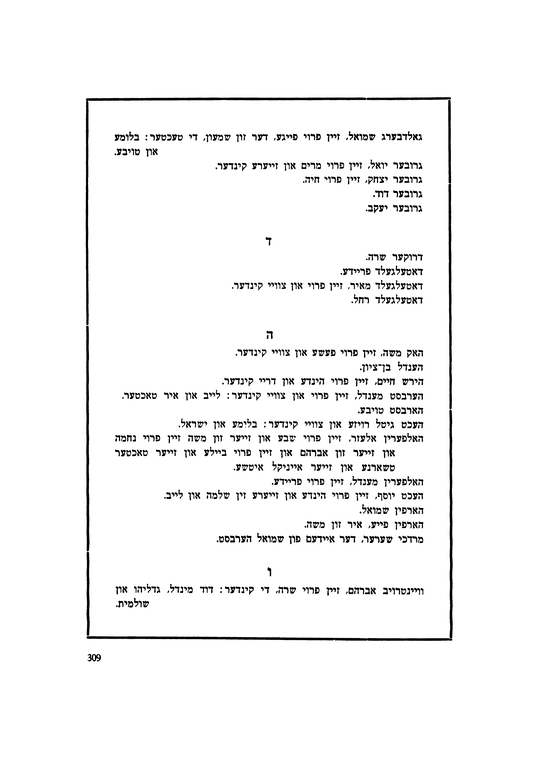 גאלדבערג שמואל, זיין פרוי פייגע, דער זון שמעון, די טעכטער: בלומע
און טויבע.
גרובער יואל, זיין פרוי מרים און זייערע קינדער.
גרובער יצחק, זיין פרוי חיה.
גרובער דוד.
גרובער יעקב.
ד
דרוקער שרה.
דאטעלגעלד פריידע.
דאטעלגעלד מאיר, זיין פרוי און צוויי קינדער.
דאטעלגעלד רחל.
ה
האק משה, זיין פרוי פעשע און צוויי קינדער.
הענדל בן־ציון.
הירש חיים, זיין פרוי הינדע און דריי קינדער.
הערבסט מענדל, זיין פרוי און צוויי קינדער: לייב און איר טאכטער.
הארבסט טויבע.
העכט גיטל רויזע און צוויי קינדער: בלומע און ישראל.
האלפערין אלעזר, זיין פרוי שבע און זייער זון משה זיין פרוי נחמה
און זייער זון אברהם און זיין פרוי ביילע און זייער טאכטער
טשארנע און זייער אייניקל איטשע.
האלפערין מענדל, זיין פרוי פריידע.
העכט יוסף, זיין פרוי הינדע און זייערע זין שלמה און לייב.
הארפין שמואל.
הארפין פייע, איר זון משה.
מרדכי שערער, דער איידעם פון שמואל הערבסט.
ו
וויינטרויב אברהם, זיין פרוי שרה, די קינדער: דוד מינדל, גדליהו און
שולמית.
309